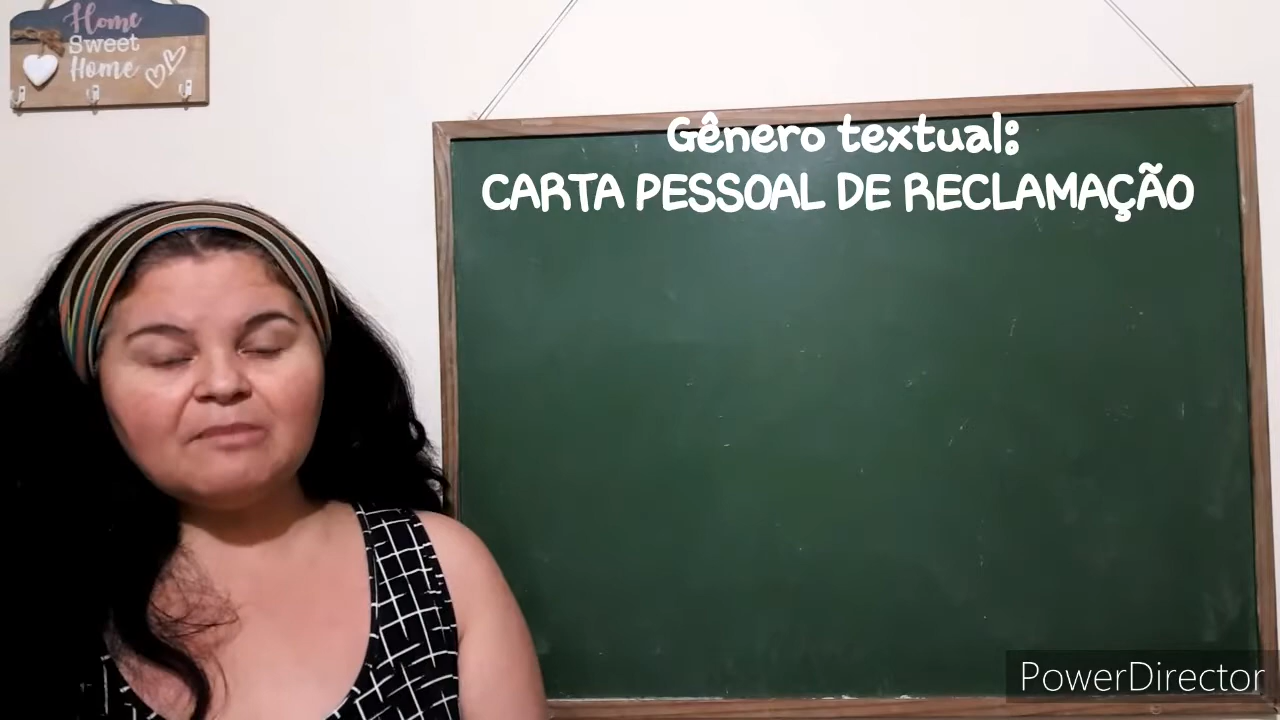 Home
Sweet
Home
Gênero textual:
CARTA PESSOAL DE RECLAMAÇÃO
PowerDirector